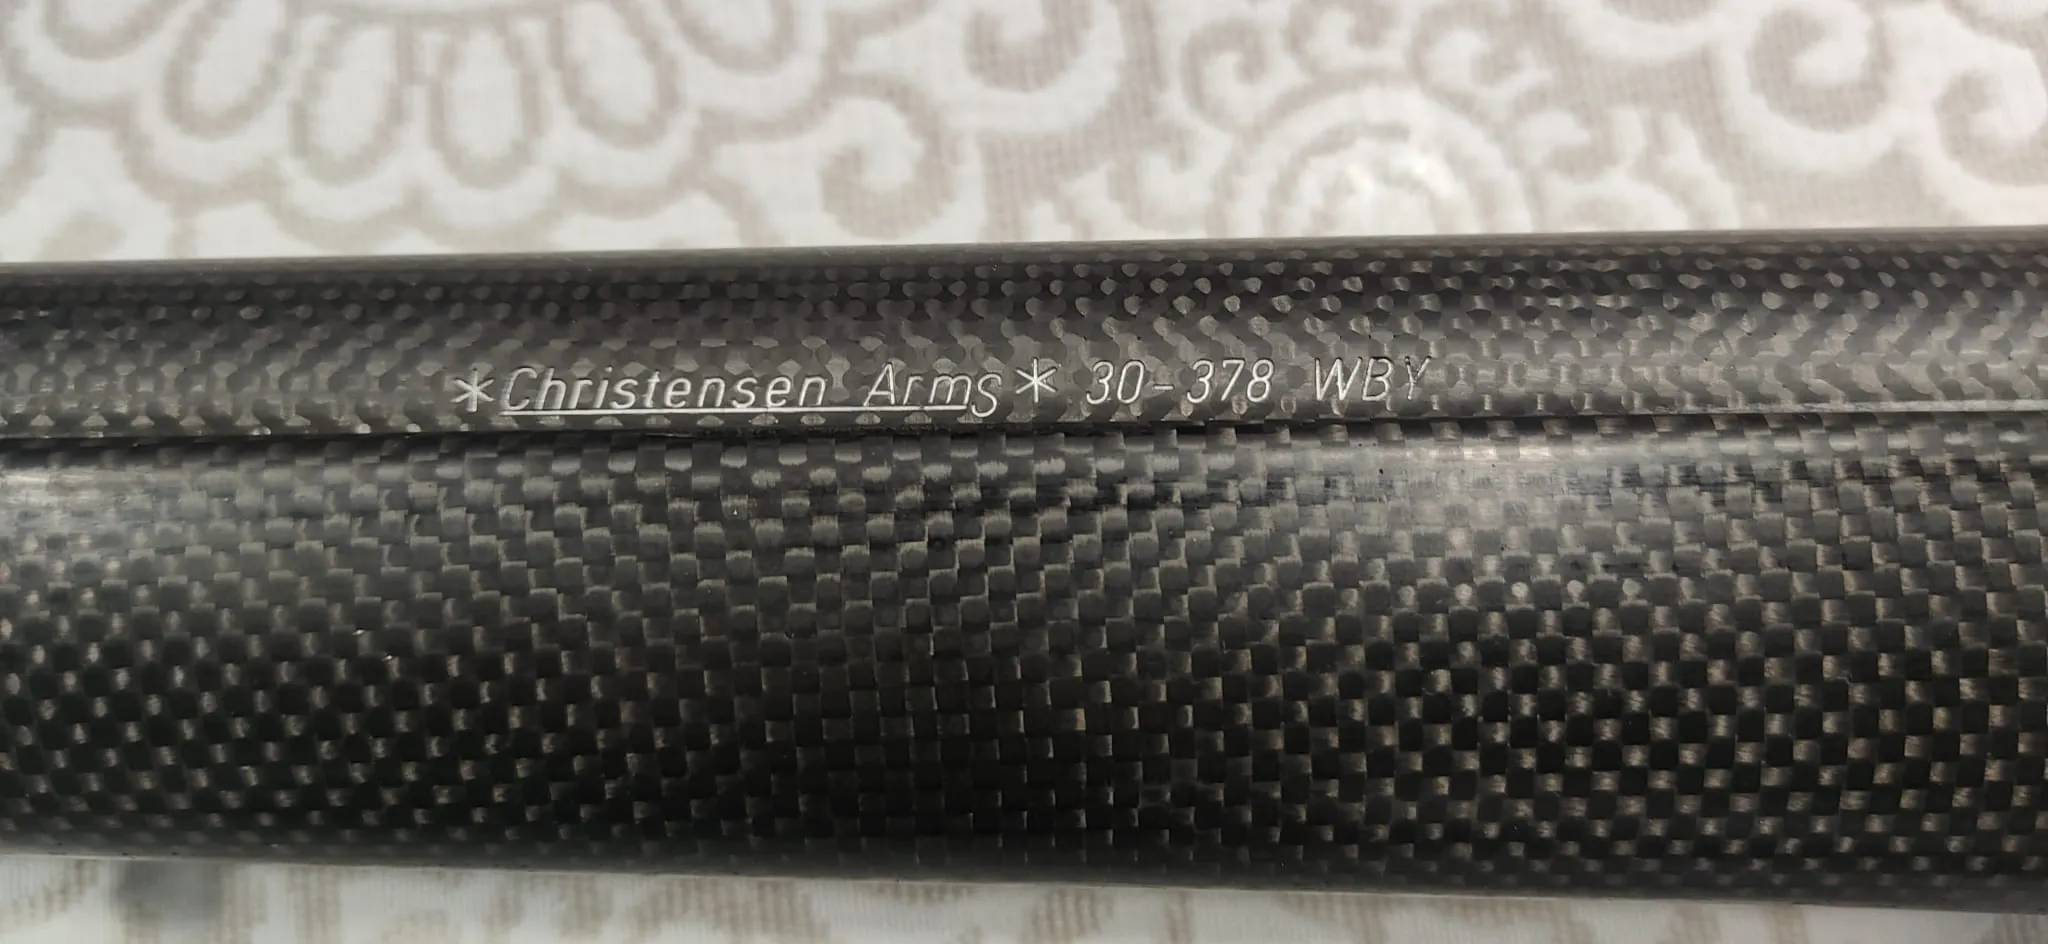 *Christensen Arms* 30-378 WBY